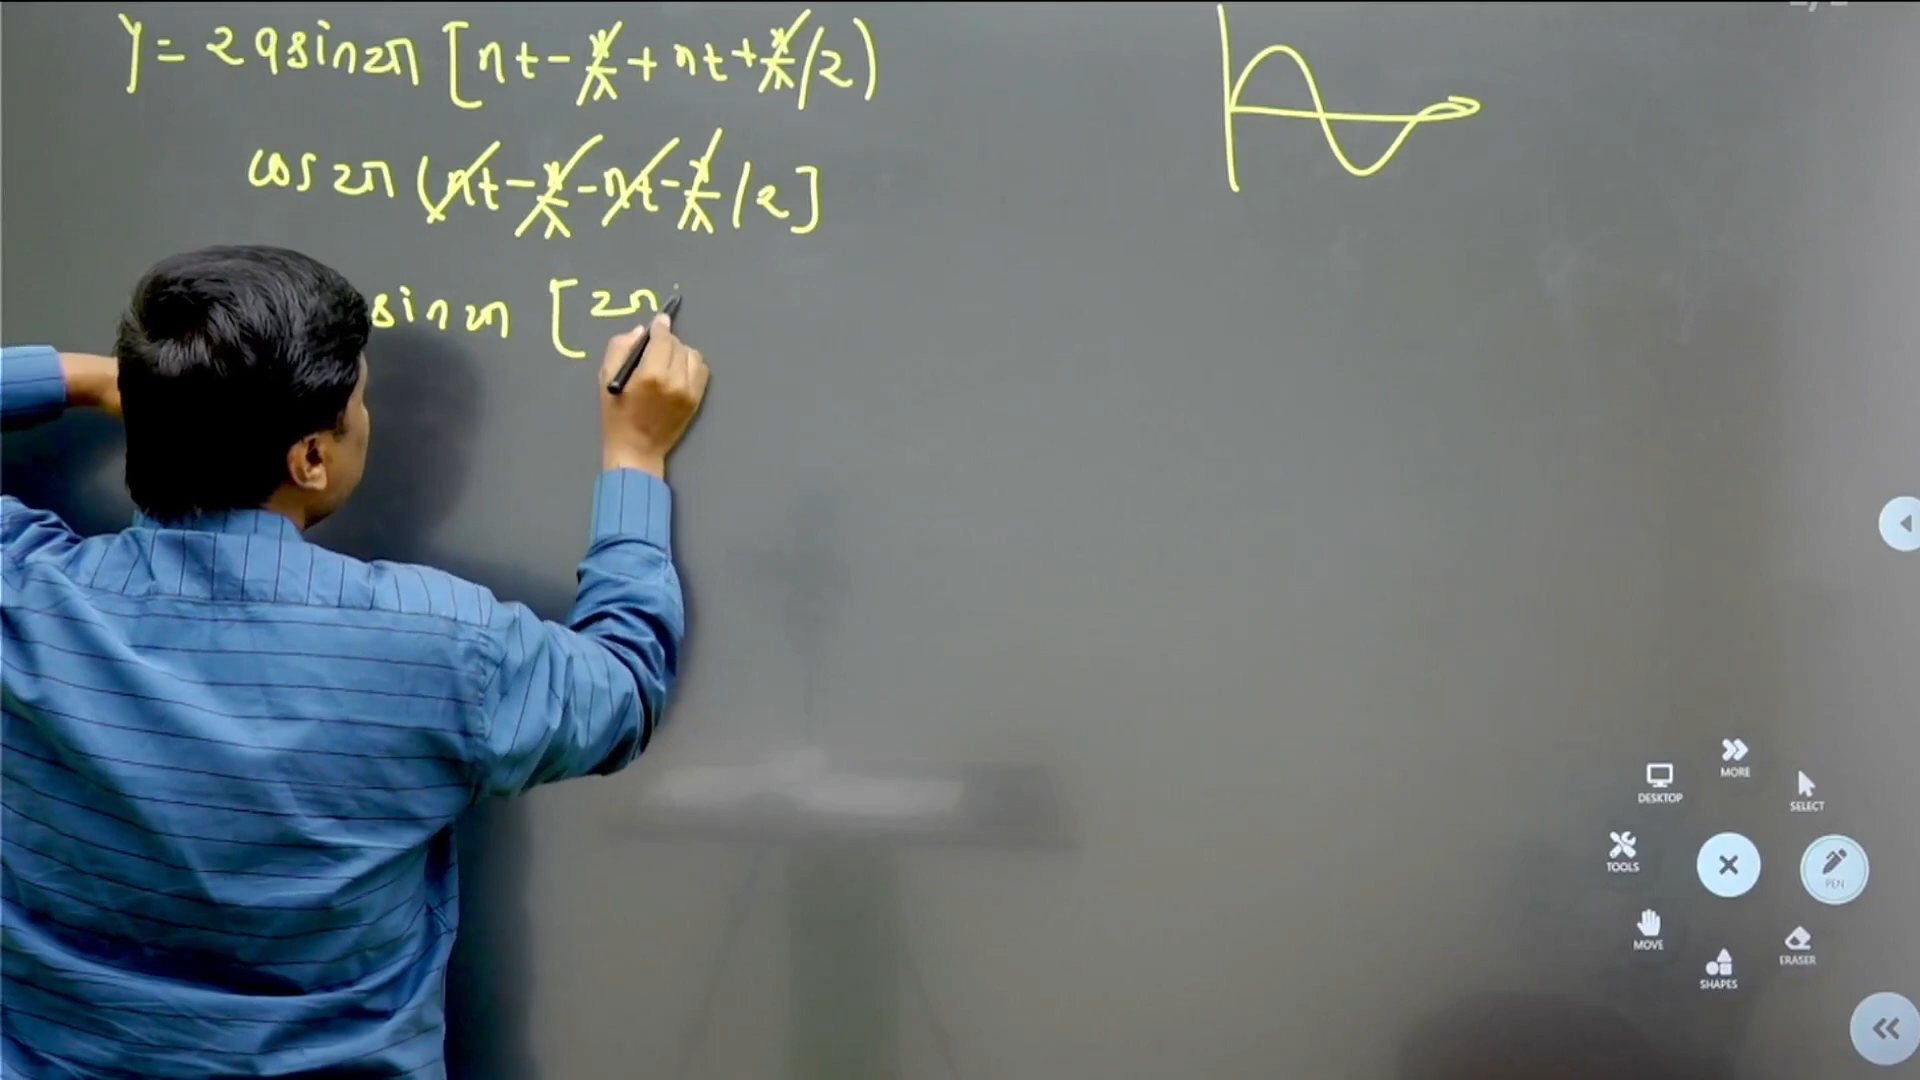 y = 2a sin 2π [nt - x/λ + nt + x/λ /2)
cos 2π (nt - x/λ - nt - x/λ /2]
sin 2π [2n
MORE
DESKTOP
SELECT
TOOLS
PEN
MOVE
ERASER
SHAPES